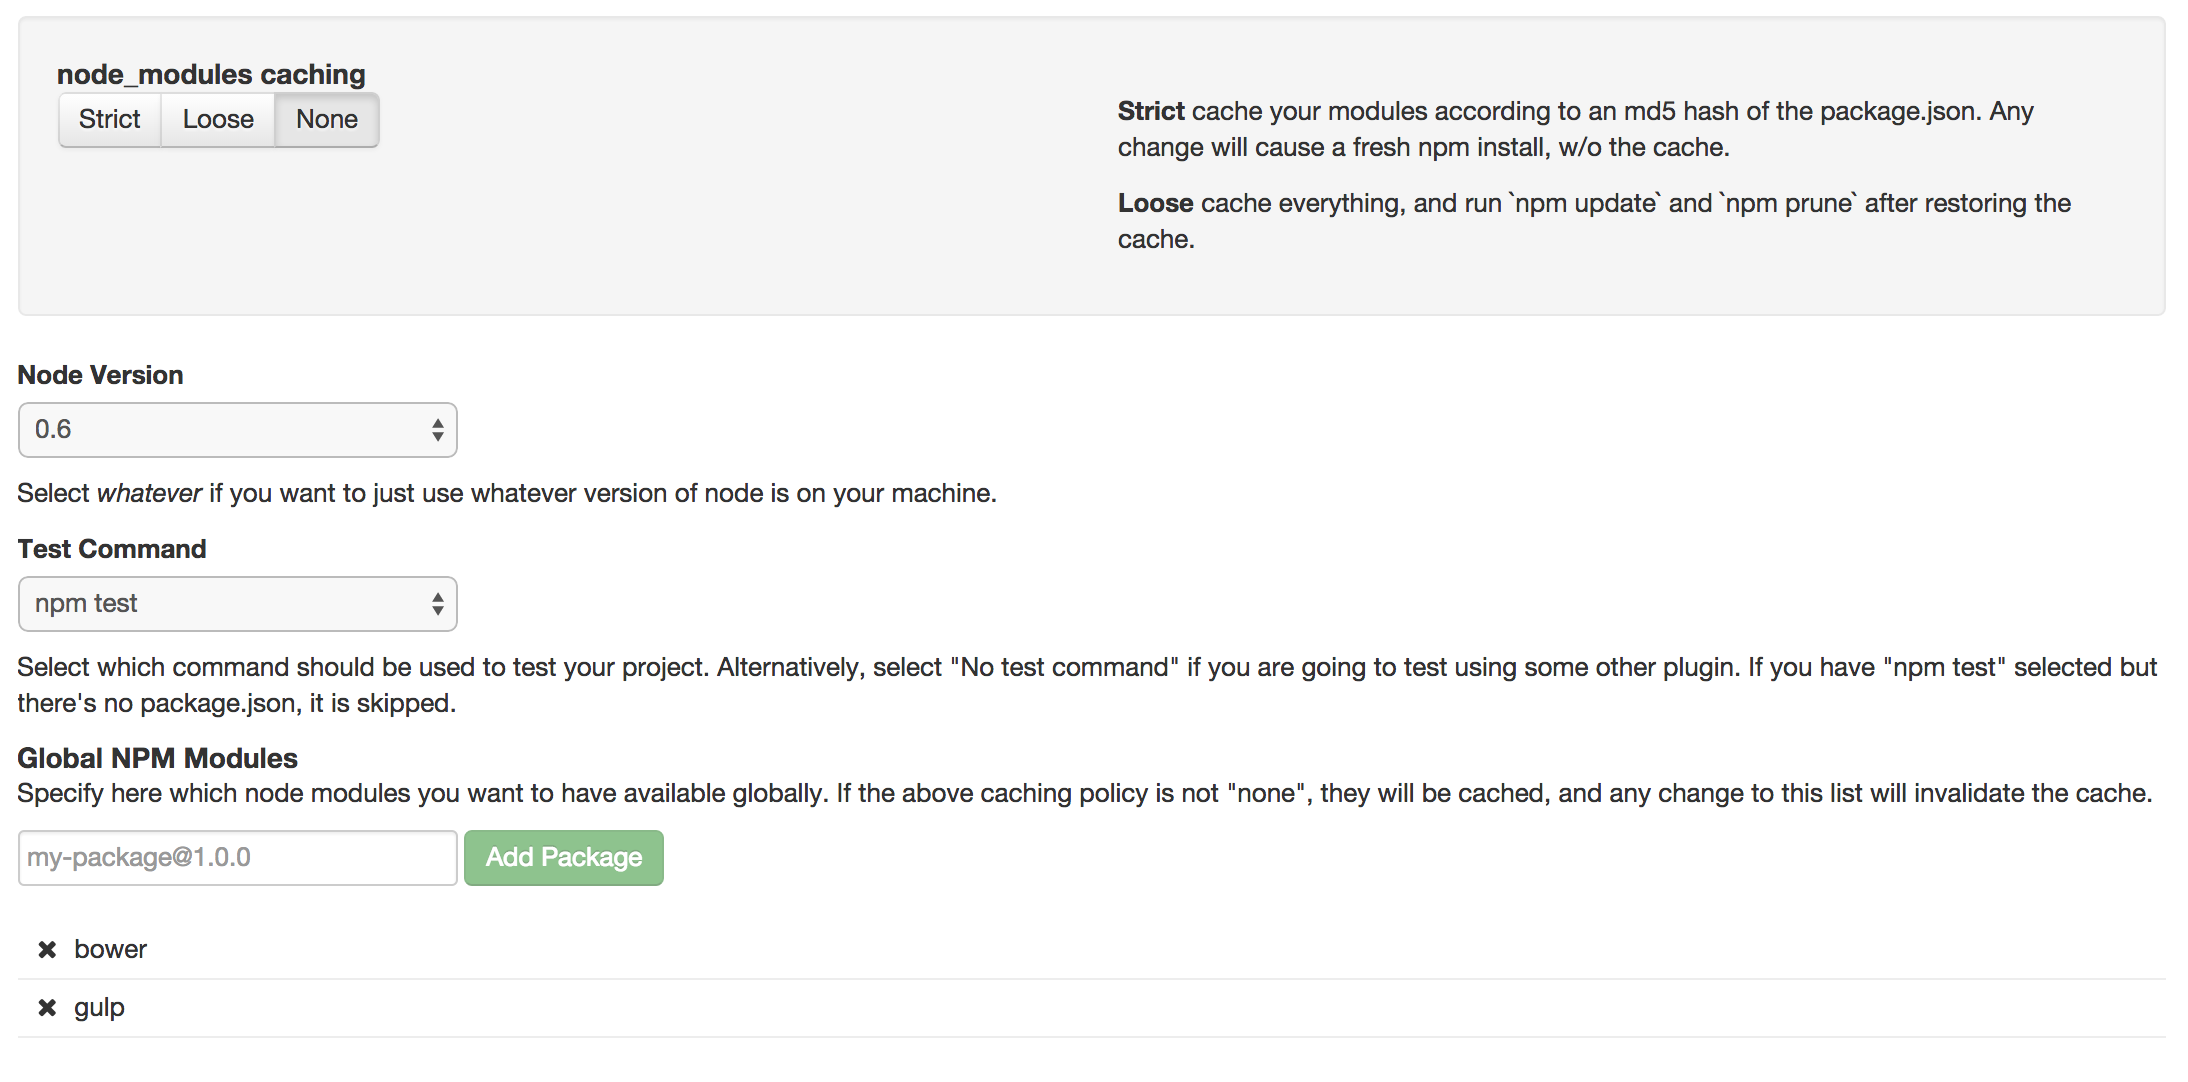 node_modules caching
Strict Loose None
Strict cache your modules according to an md5 hash of the package.json. Any
change will cause a fresh npm install, w/o the cache.
Loose cache everything, and run `npm update` and `npm prune` after restoring the
cache.
Node Version
0.6
Select whatever if you want to just use whatever version of node is on your machine.
Test Command
npm test
Select which command should be used to test your project. Alternatively, select "No test command" if you are going to test using some other plugin. If you have "npm test" selected but
there's no package.json, it is skipped.
Global NPM Modules
Specify here which node modules you want to have available globally. If the above caching policy is not "none", they will be cached, and any change to this list will invalidate the cache.
my-package@1.0.0 Add Package
bower
gulp